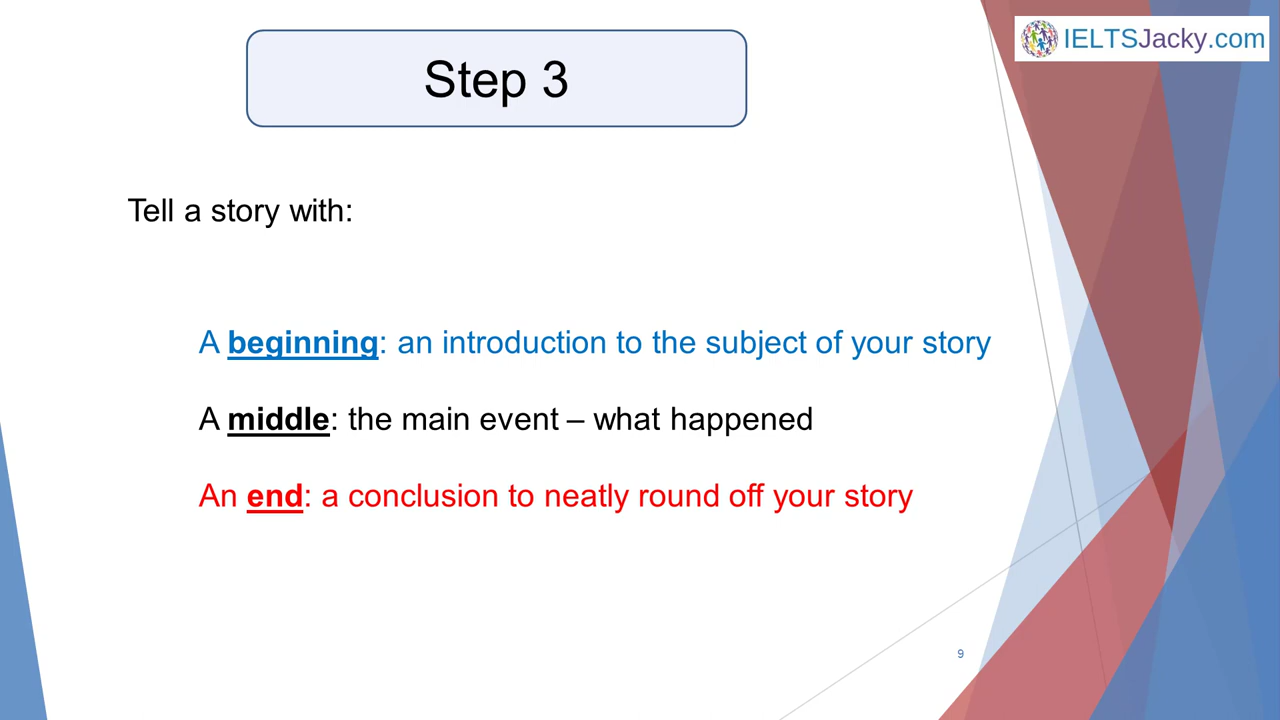 IELTSJacky.com
Step 3
Tell a story with:
A beginning: an introduction to the subject of your story
A middle: the main event – what happened
An end: a conclusion to neatly round off your story
9